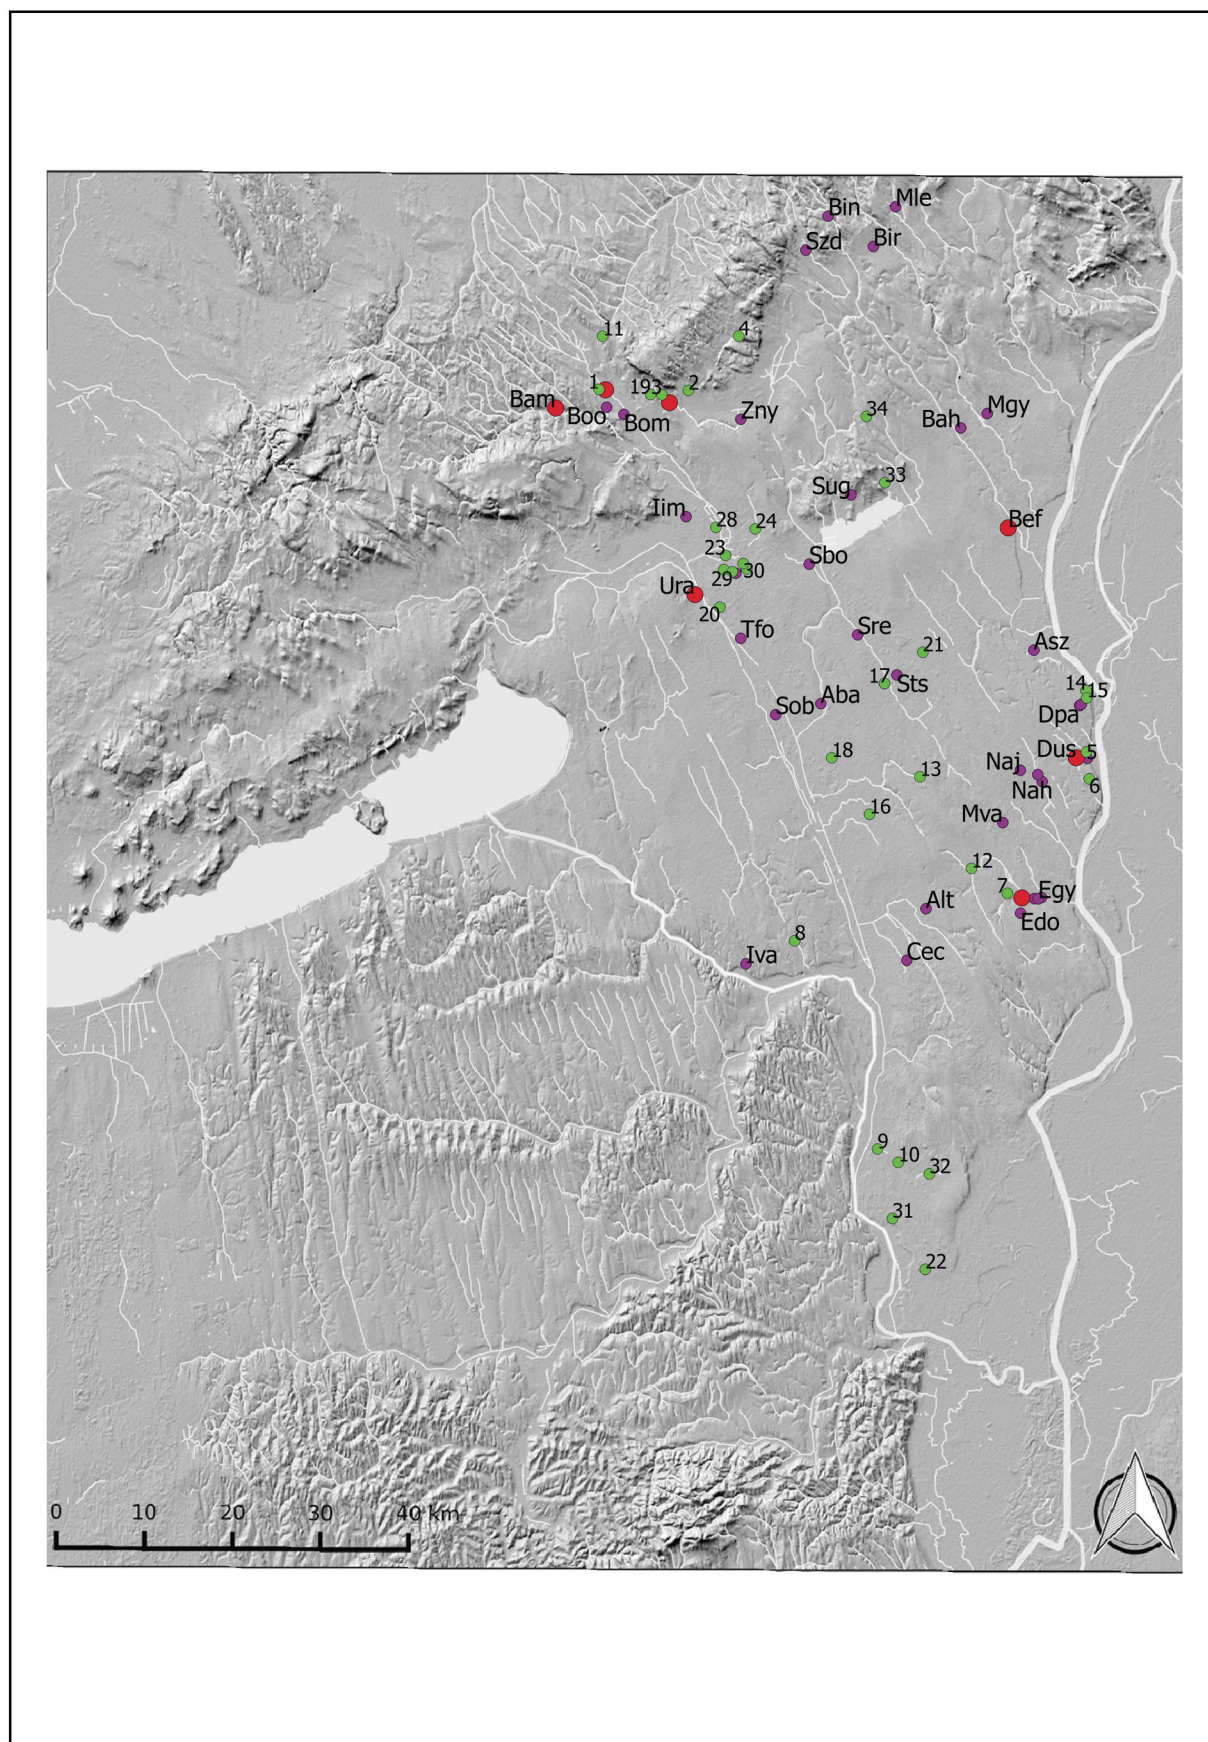 Mle
Bin
Bir
Szd
11
4
1
193
2
Bam
Boo
Bom
Zny
34
Bah
Mgy
33
Sug
Iim
28
24
Bef
23
Sbo
29
30
Ura
20
Tfo
Sre
21
Asz
17
Sts
14
15
Sob
Aba
Dpa
18
Dus
5
13
Naj
Nah
6
16
Mva
12
7
Egy
Alt
Edo
8
Iva
Cec
9
10
32
31
22
0 10 20 30 40 km